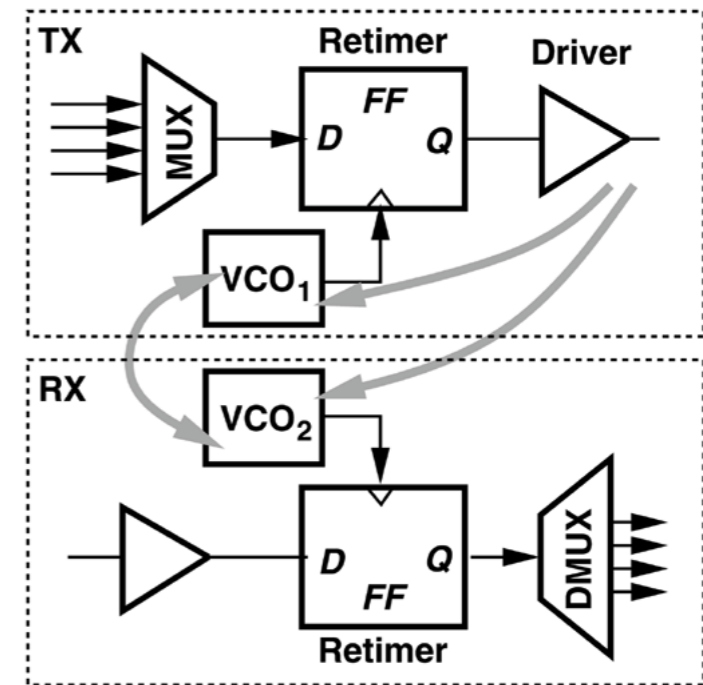 TX
Retimer
Driver
MUX
FF
D
Q
VCO1
RX
VCO2
D
Q
FF
DMUX
Retimer